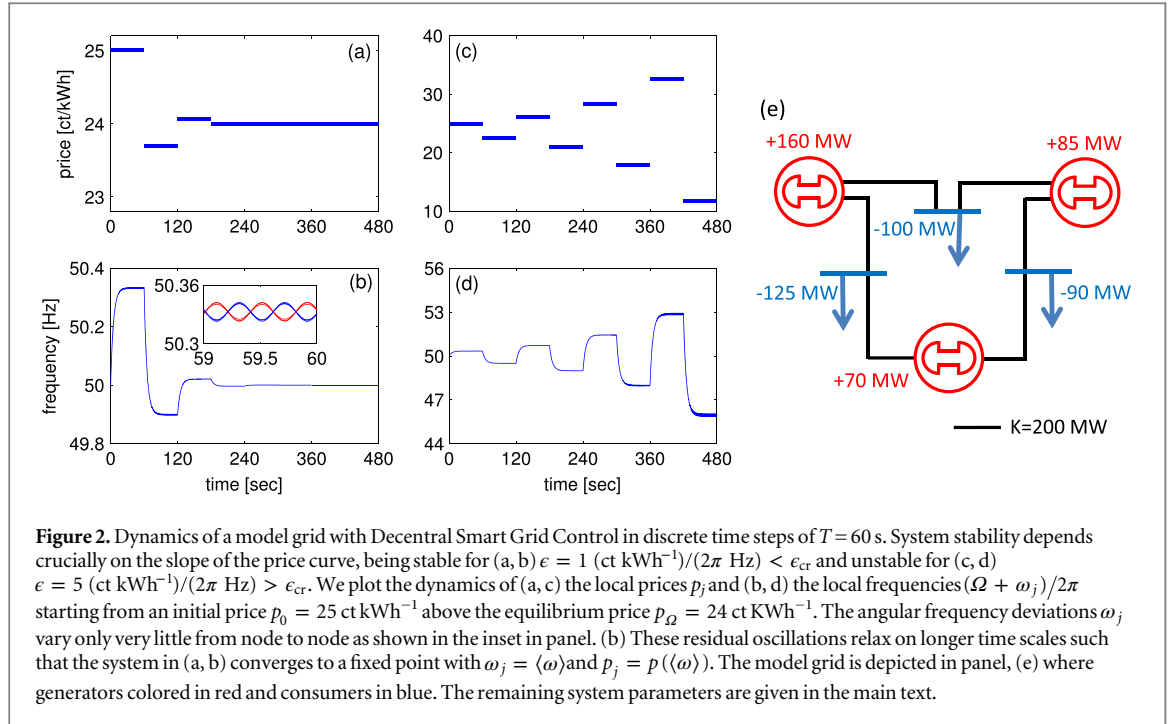 (a)
25
24
23
price [ct/kWh]
0 120 240 360 480
(c)
40
30
20
10
0 120 240 360 480
(b)
50.4
50.2
50
49.8
frequency [Hz]
50.36
50.3
59 59.5 60
0 120 240 360 480
time [sec]
(d)
56
53
50
47
44
0 120 240 360 480
time [sec]
(e)
+160 MW
+85 MW
-100 MW
-125 MW
-90 MW
+70 MW
K=200 MW
Figure 2. Dynamics of a model grid with Decentral Smart Grid Control in discrete time steps of T = 60 s. System stability depends
crucially on the slope of the price curve, being stable for (a, b) ϵ = 1 (ct kWh⁻¹)/(2π Hz) < ϵcr and unstable for (c, d)
ϵ = 5 (ct kWh⁻¹)/(2π Hz) > ϵcr. We plot the dynamics of (a, c) the local prices pj and (b, d) the local frequencies (Ω + ωj)/2π
starting from an initial price p0 = 25 ct kWh⁻¹ above the equilibrium price pΩ = 24 ct KWh⁻¹. The angular frequency deviations ωj
vary only very little from node to node as shown in the inset in panel. (b) These residual oscillations relax on longer time scales such
that the system in (a, b) converges to a fixed point with ωj = ⟨ω⟩and pj = p(⟨ω⟩). The model grid is depicted in panel, (e) where
generators colored in red and consumers in blue. The remaining system parameters are given in the main text.